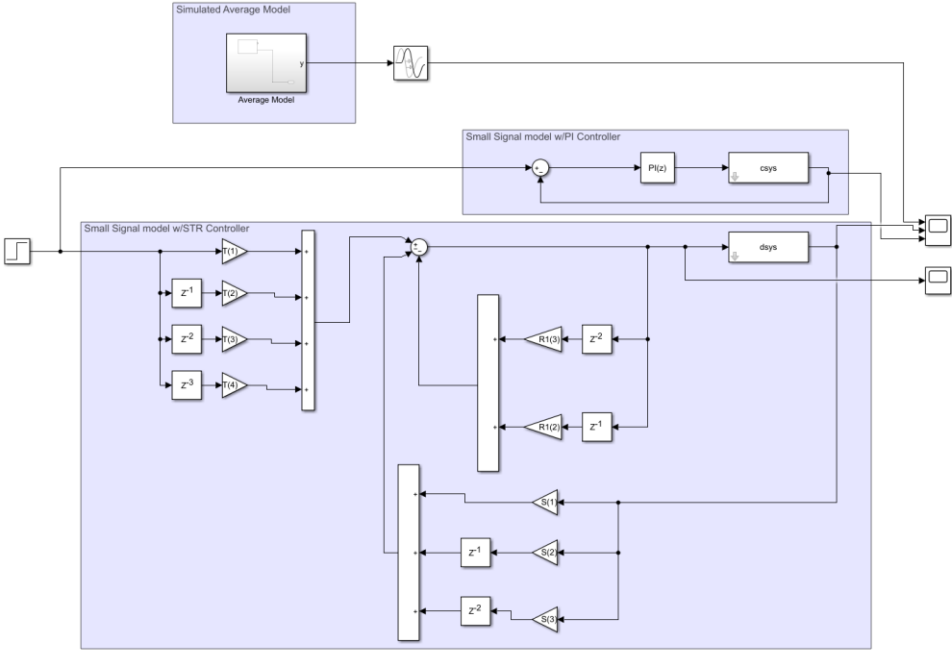 Simulated Average Model
y
Average Model
Small Signal model w/PI Controller
+
−
PI(z)
csys
Small Signal model w/STR Controller
T(1)
+
+
−
−
dsys
Z-1
T(2)
+
Z-2
T(3)
+
+
R1(3)
Z-2
Z-3
T(4)
+
+
R1(2)
Z-1
+
S(1)
+
Z-1
S(2)
+
Z-2
S(3)